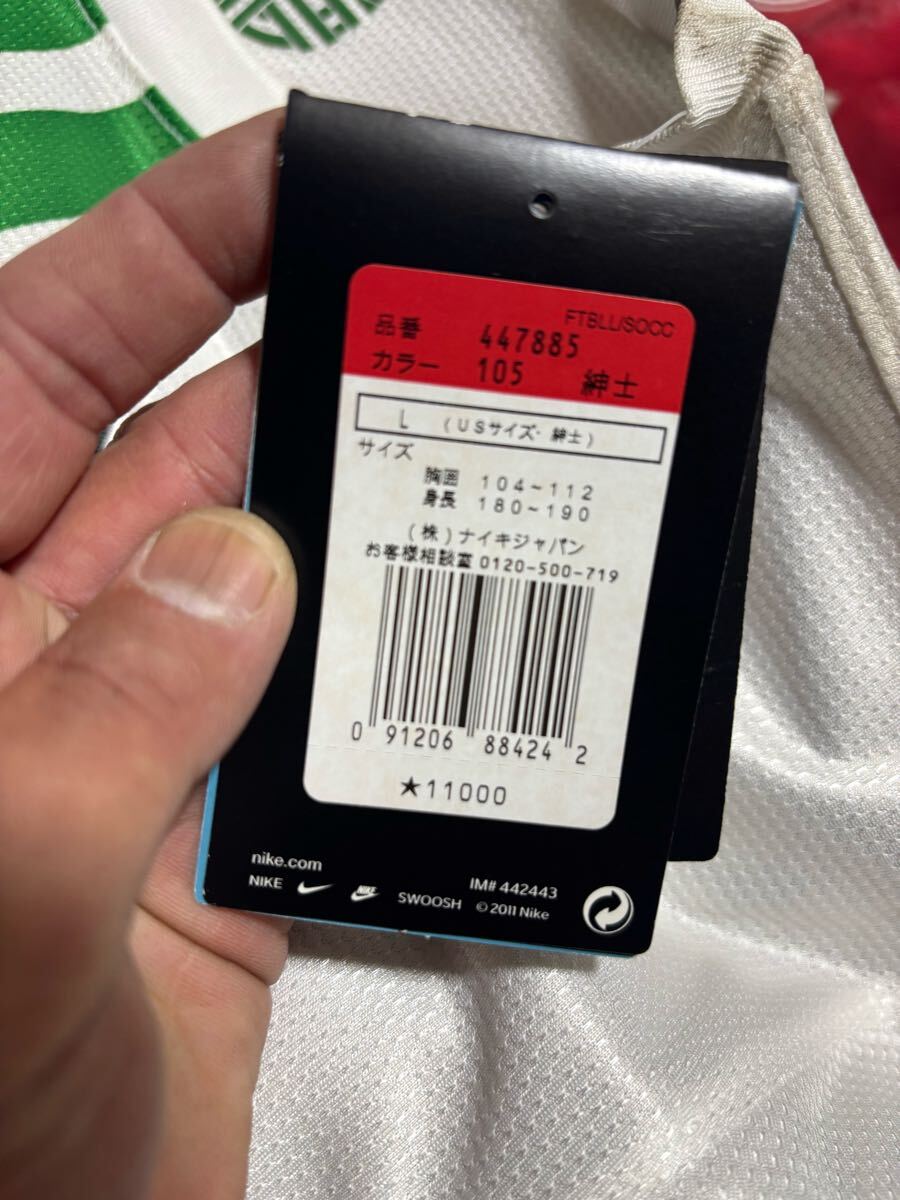 FTBLL/SOCC
品番 447885
カラー 105 紳士
L (USサイズ・紳士)
サイズ
胸囲 104~112
身長 180~190
(株)ナイキジャパン
お客様相談室 0120-500-719
0 91206 88424 2
★11000
nike.com
NIKE NIKE SWOOSH
IM# 442443
© 2011 Nike